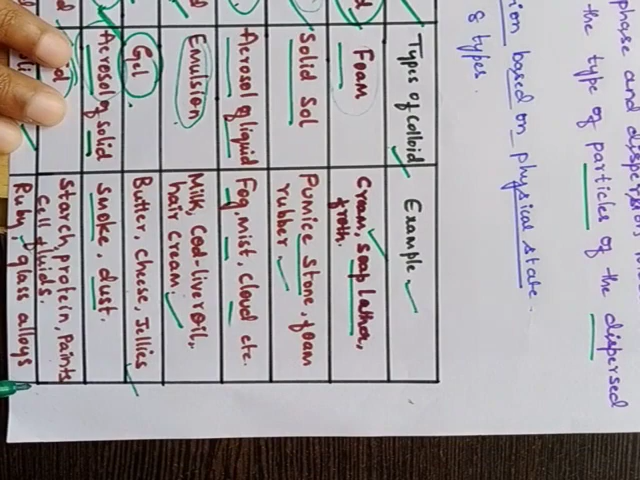 phase and dispersion
the type of particles of the dispersed
based on physical state.
8 types.
Types of colloid Example
Foam Cream, soap lather,
froth.
Solid Sol Pumice stone, foam
rubber
Aerosol of liquid Fog, mist, cloud etc.
Emulsion Milk, Cod-liver oil,
hair cream.
Gel Butter, cheese, Jellies
Aerosol of solid Smoke, dust.
Starch, protein, Paints
cell fluids.
Ruby, glass alloys